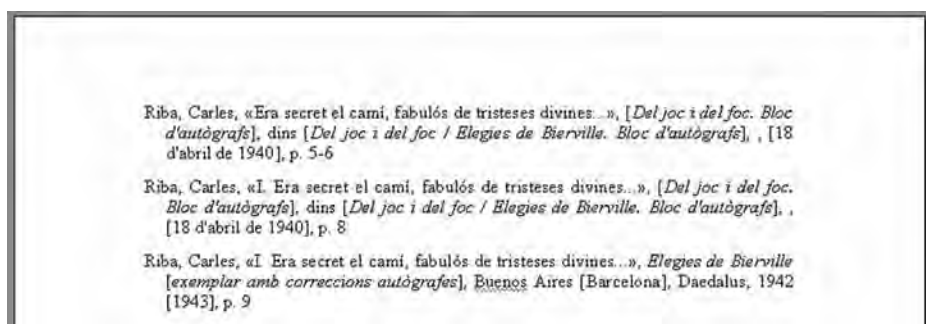 Riba, Carles, «Era secret el camí, fabulós de tristeses divines...», [Del joc i del foc. Bloc
d'autògrafs], dins [Del joc i del foc / Elegies de Bierville. Bloc d'autògrafs], , [18
d'abril de 1940], p. 5-6
Riba, Carles, «I. Era secret el camí, fabulós de tristeses divines...», [Del joc i del foc.
Bloc d'autògrafs], dins [Del joc i del foc / Elegies de Bierville. Bloc d'autògrafs], ,
[18 d'abril de 1940], p. 8
Riba, Carles, «I. Era secret el camí, fabulós de tristeses divines...», Elegies de Bierville
[exemplar amb correccions autògrafes], Buenos Aires [Barcelona], Daedalus, 1942
[1943], p. 9